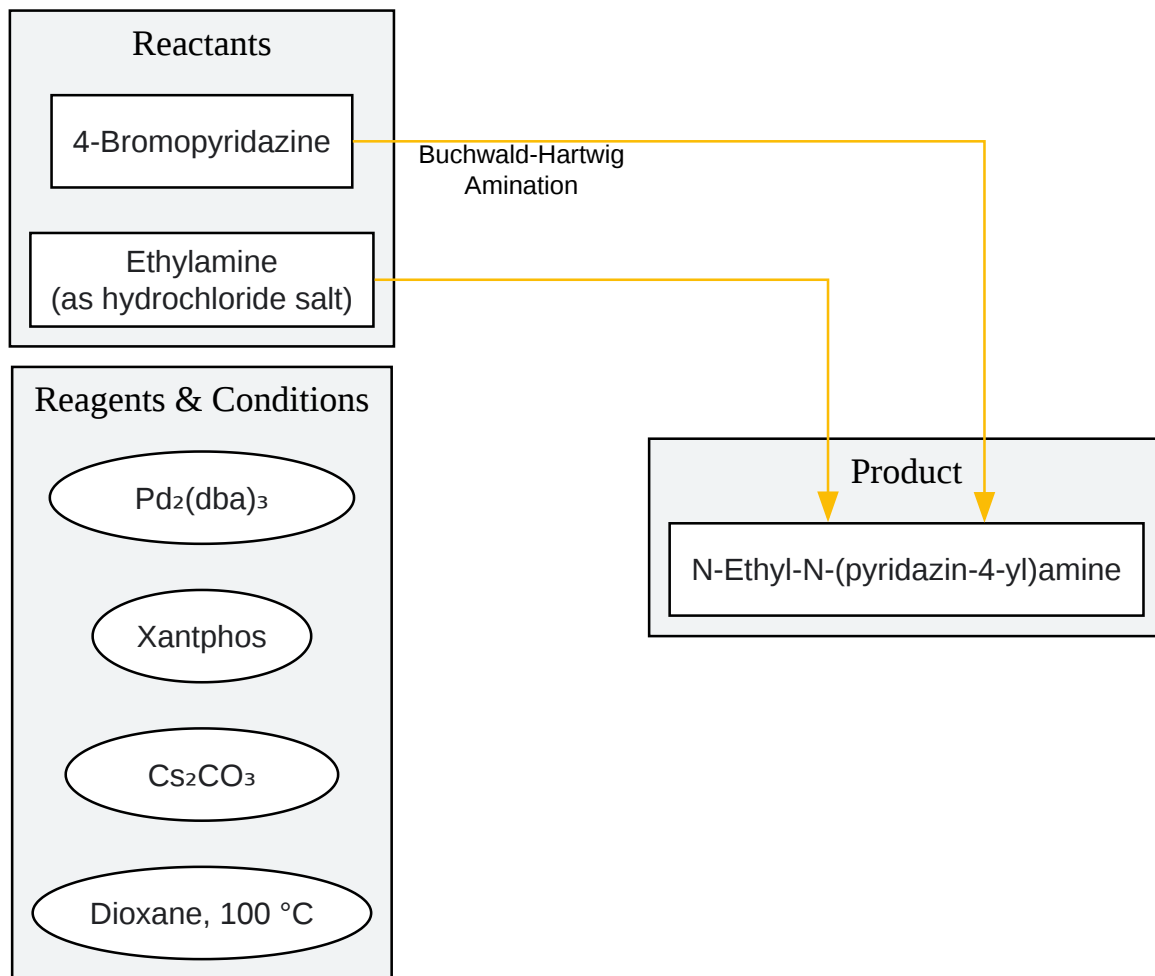 Reactants
4-Bromopyridazine
Buchwald-Hartwig
Amination
Ethylamine
(as hydrochloride salt)
Reagents & Conditions
Pd₂(dba)₃
Xantphos
Cs₂CO₃
Dioxane, 100 °C
Product
N-Ethyl-N-(pyridazin-4-yl)amine